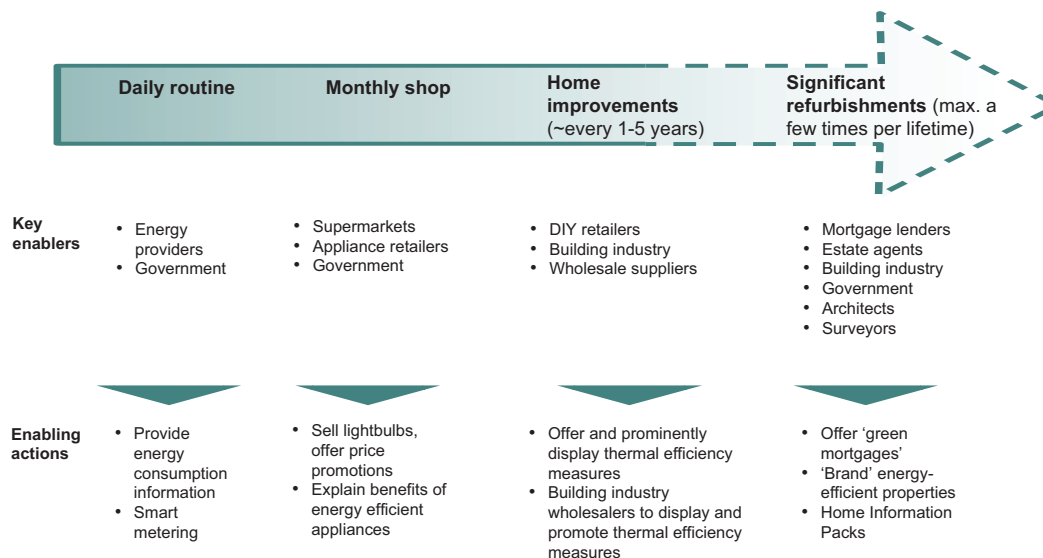 Daily routine
Monthly shop
Home
improvements
(~every 1-5 years)
Significant
refurbishments (max. a
few times per lifetime)
Key
enablers
• Energy
providers
• Government
• Supermarkets
• Appliance retailers
• Government
• DIY retailers
• Building industry
• Wholesale suppliers
• Mortgage lenders
• Estate agents
• Building industry
• Government
• Architects
• Surveyors
Enabling
actions
• Provide
energy
consumption
information
• Smart
metering
• Sell lightbulbs,
offer price
promotions
• Explain benefits of
energy efficient
appliances
• Offer and prominently
display thermal efficiency
measures
• Building industry
wholesalers to display and
promote thermal efficiency
measures
• Offer ‘green
mortgages’
• ‘Brand’ energy-
efficient properties
• Home Information
Packs